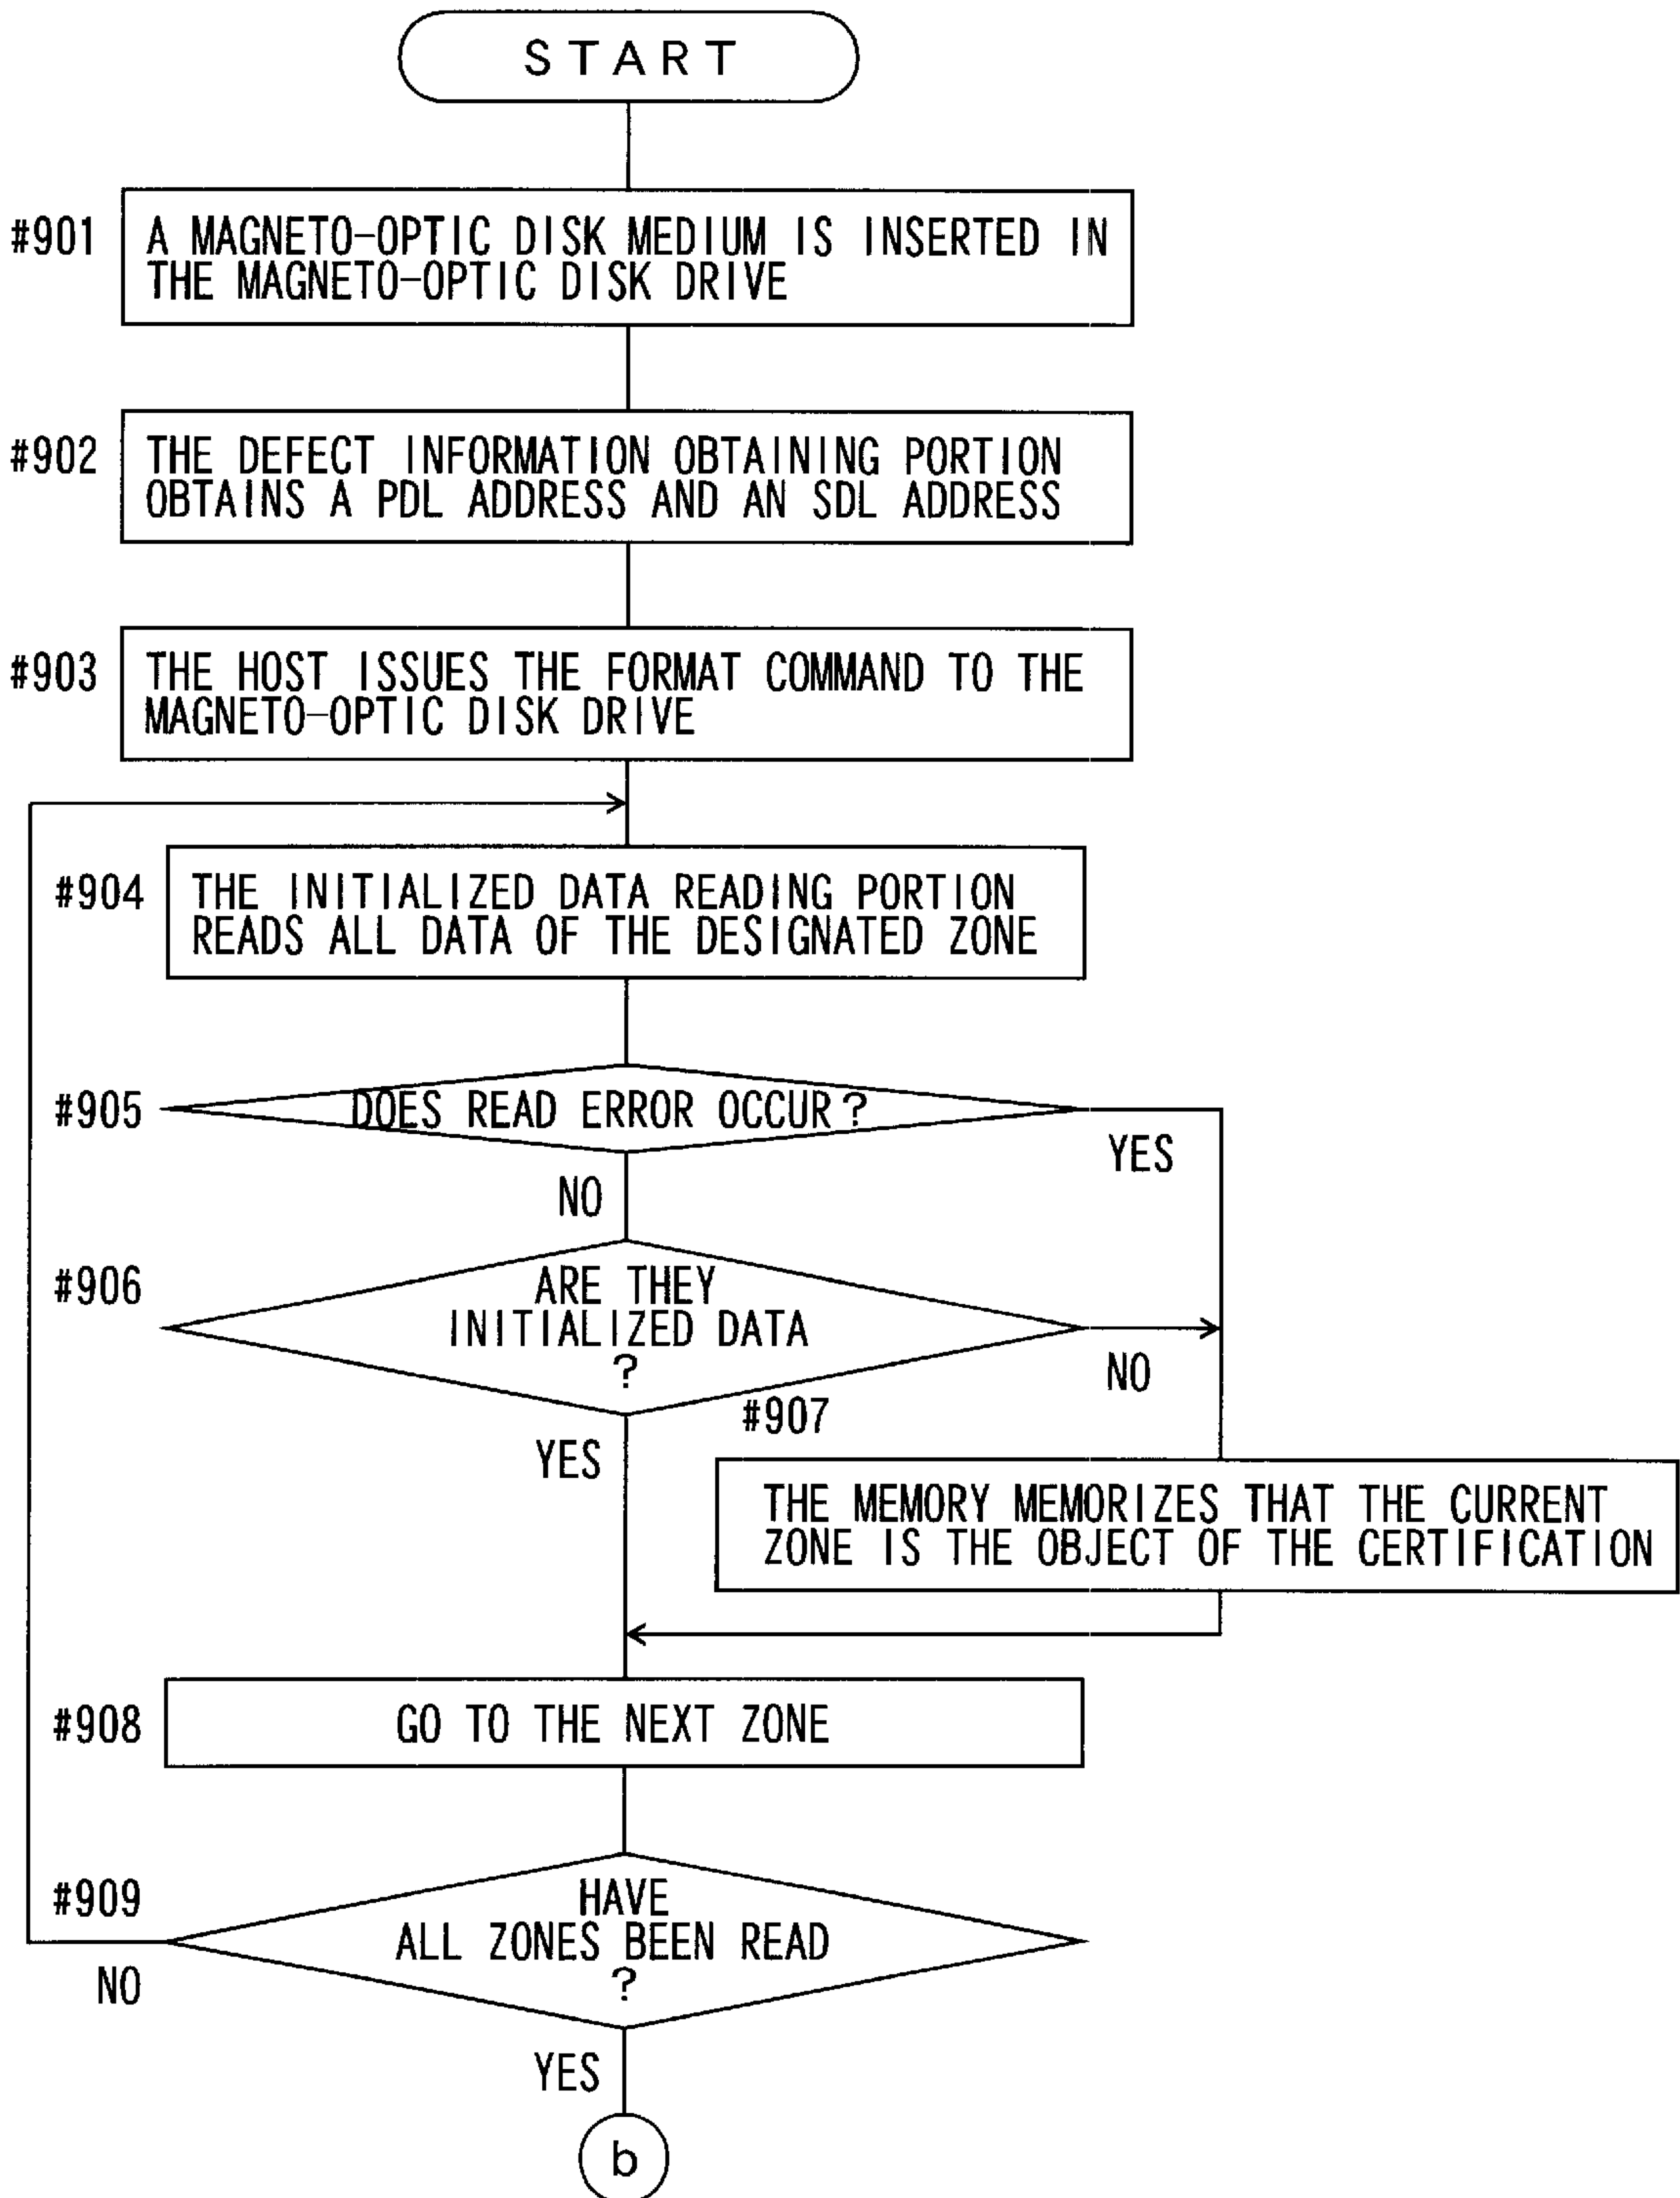 START
#901
A MAGNETO-OPTIC DISK MEDIUM IS INSERTED IN
THE MAGNETO-OPTIC DISK DRIVE
#902
THE DEFECT INFORMATION OBTAINING PORTION
OBTAINS A PDL ADDRESS AND AN SDL ADDRESS
#903
THE HOST ISSUES THE FORMAT COMMAND TO THE
MAGNETO-OPTIC DISK DRIVE
#904
THE INITIALIZED DATA READING PORTION
READS ALL DATA OF THE DESIGNATED ZONE
#905
DOES READ ERROR OCCUR?
YES
NO
#906
ARE THEY
INITIALIZED DATA
?
NO
YES
#907
THE MEMORY MEMORIZES THAT THE CURRENT
ZONE IS THE OBJECT OF THE CERTIFICATION
#908
GO TO THE NEXT ZONE
#909
HAVE
ALL ZONES BEEN READ
?
NO
YES
b